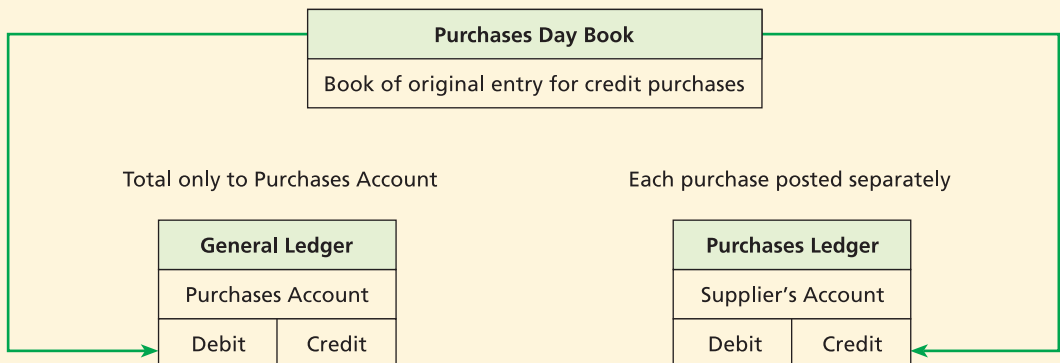 Purchases Day Book
Book of original entry for credit purchases
Total only to Purchases Account
Each purchase posted separately
General Ledger
Purchases Account
Debit Credit
Purchases Ledger
Supplier’s Account
Debit Credit